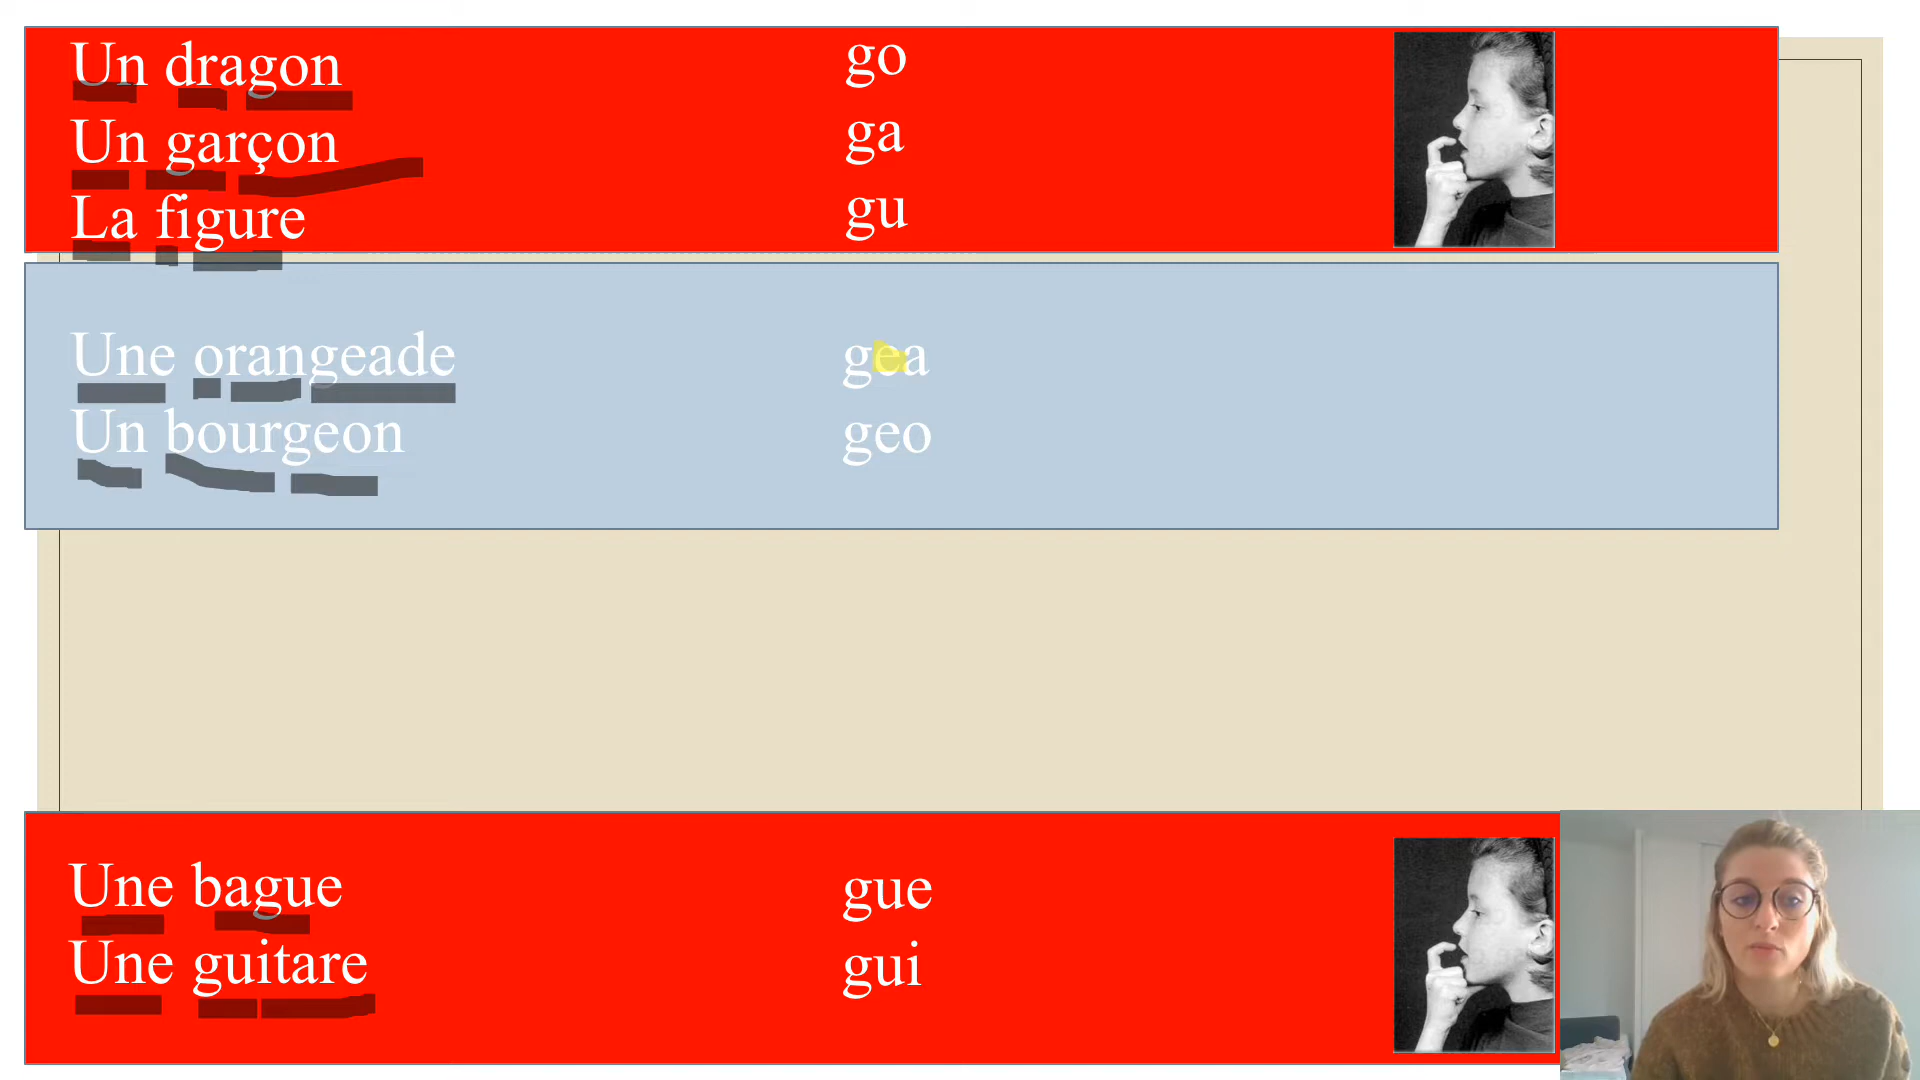 Un dragon go
Un garçon ga
La figure gu
Une orangeade gea
Un bourgeon geo
Une bague gue
Une guitare gui